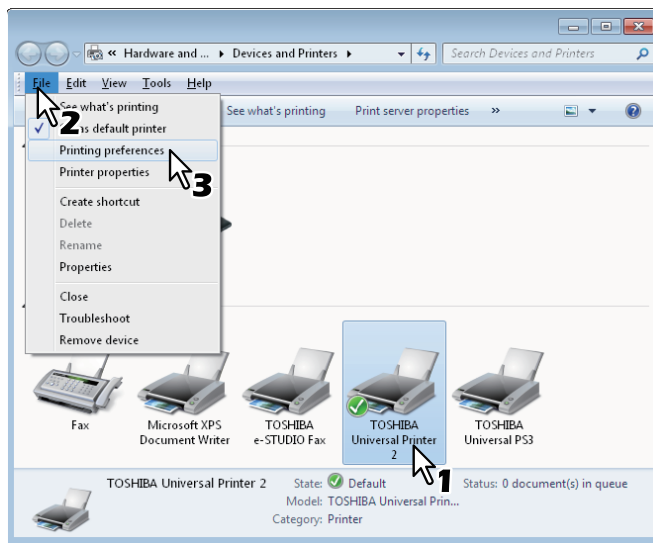 « Hardware and ... ▸ Devices and Printers ▸
Search Devices and Printers
File Edit View Tools Help
See what's printing Print server properties »
See what's printing
2
default printer
Printing preferences
3
Printer properties
Create shortcut
Delete
Rename
Properties
Close
Troubleshoot
Remove device
Fax
Microsoft XPS
Document Writer
TOSHIBA
e-STUDIO Fax
TOSHIBA
Universal Printer
2
TOSHIBA
Universal PS3
1
TOSHIBA Universal Printer 2 State: Default Status: 0 document(s) in queue
Model: TOSHIBA Universal Prin...
Category: Printer